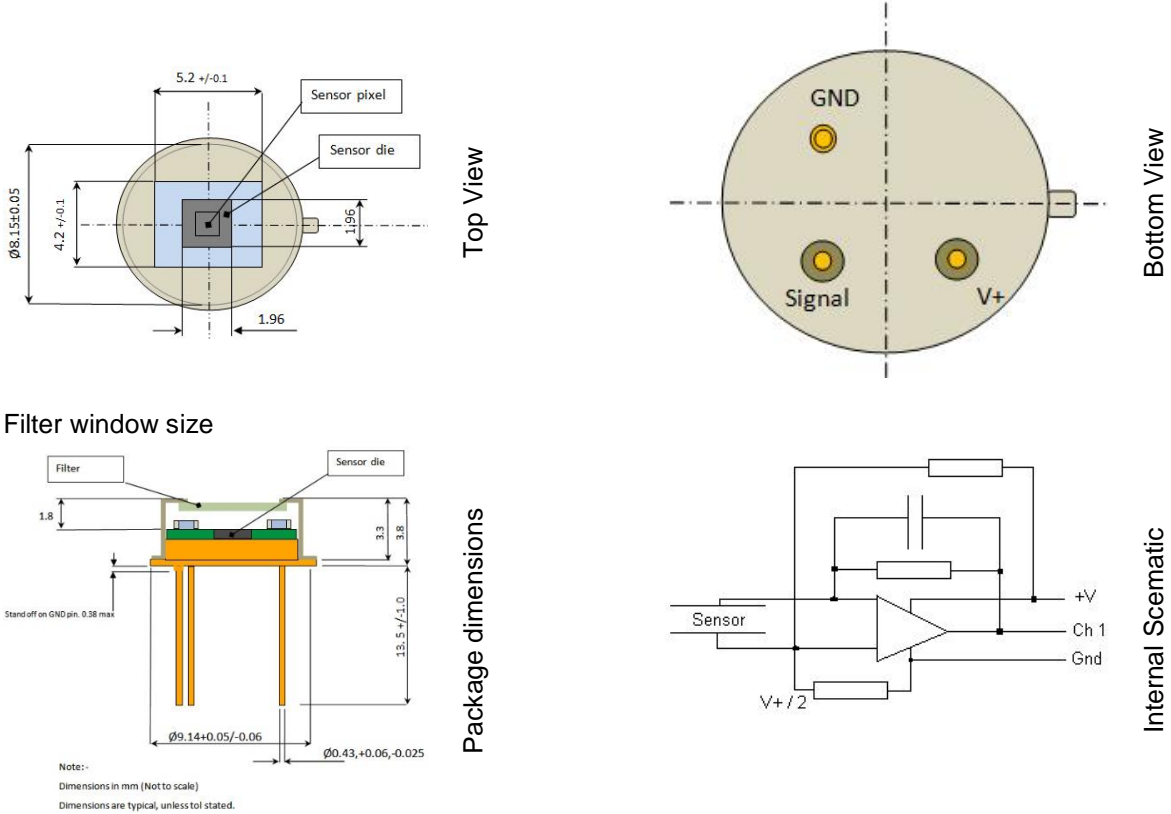 5.2 +/-0.1
Sensor pixel
Sensor die
Ø8.15±0.05
4.2 +/-0.1
1.96
1.96
Top View
GND
Signal
V+
Bottom View
Filter window size
Filter
Sensor die
1.8
3.3
3.8
Stand off on GND pin. 0.38 max
13.5 +/-1.0
Ø9.14+0.05/-0.06
Ø0.43,+0.06,-0.025
Note:-
Dimensions in mm (Not to scale)
Dimensions are typical, unless tol stated.
Package dimensions
Sensor
+V
Ch 1
Gnd
V+ / 2
Internal Scematic